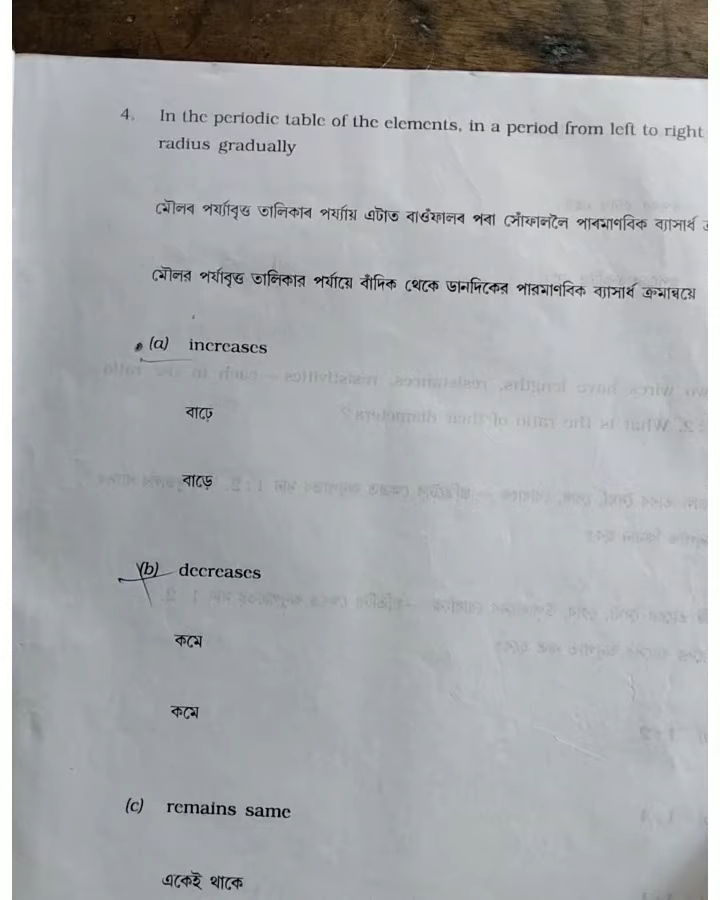 4. In the periodic table of the elements, in a period from left to right
radius gradually
মৌলৰ পৰ্য্যাবৃত্ত তালিকাৰ পৰ্য্যায় এটাত বাওঁফালৰ পৰা সোঁফাললৈ পাৰমাণৱিক ব্যাসাৰ্ধ
মৌলর পর্যাবৃত্ত তালিকার পর্যায়ে বাঁদিক থেকে ডানদিকের পারমাণবিক ব্যাসার্ধ ক্রমান্বয়ে
(a) increases
বাঢ়ে
বাড়ে
(b) decreases
কমে
কমে
(c) remains same
একেই থাকে